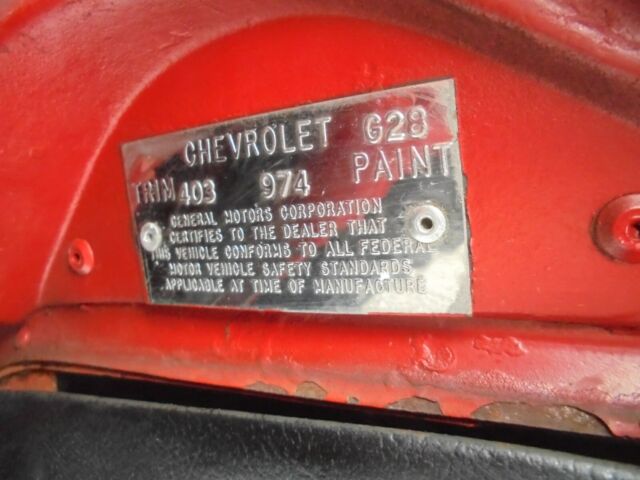 CHEVROLET G28
TRIM 403 974 PAINT
GENERAL MOTORS CORPORATION
CERTIFIES TO THE DEALER THAT
THIS VEHICLE CONFORMS TO ALL FEDERAL
MOTOR VEHICLE SAFETY STANDARDS
APPLICABLE AT TIME OF MANUFACTURE